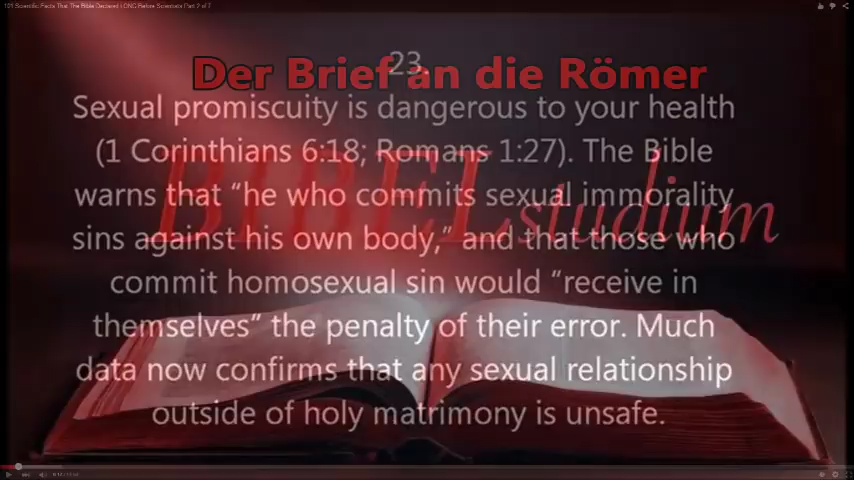 101 Scientific Facts That The Bible Declared LONG Before Scientists Part 2 of 7
23.
Der Brief an die Römer
Sexual promiscuity is dangerous to your health
(1 Corinthians 6:18; Romans 1:27). The Bible
warns that “he who commits sexual immorality
BIBELstudium
sins against his own body,” and that those who
commit homosexual sin would “receive in
themselves” the penalty of their error. Much
data now confirms that any sexual relationship
outside of holy matrimony is unsafe.